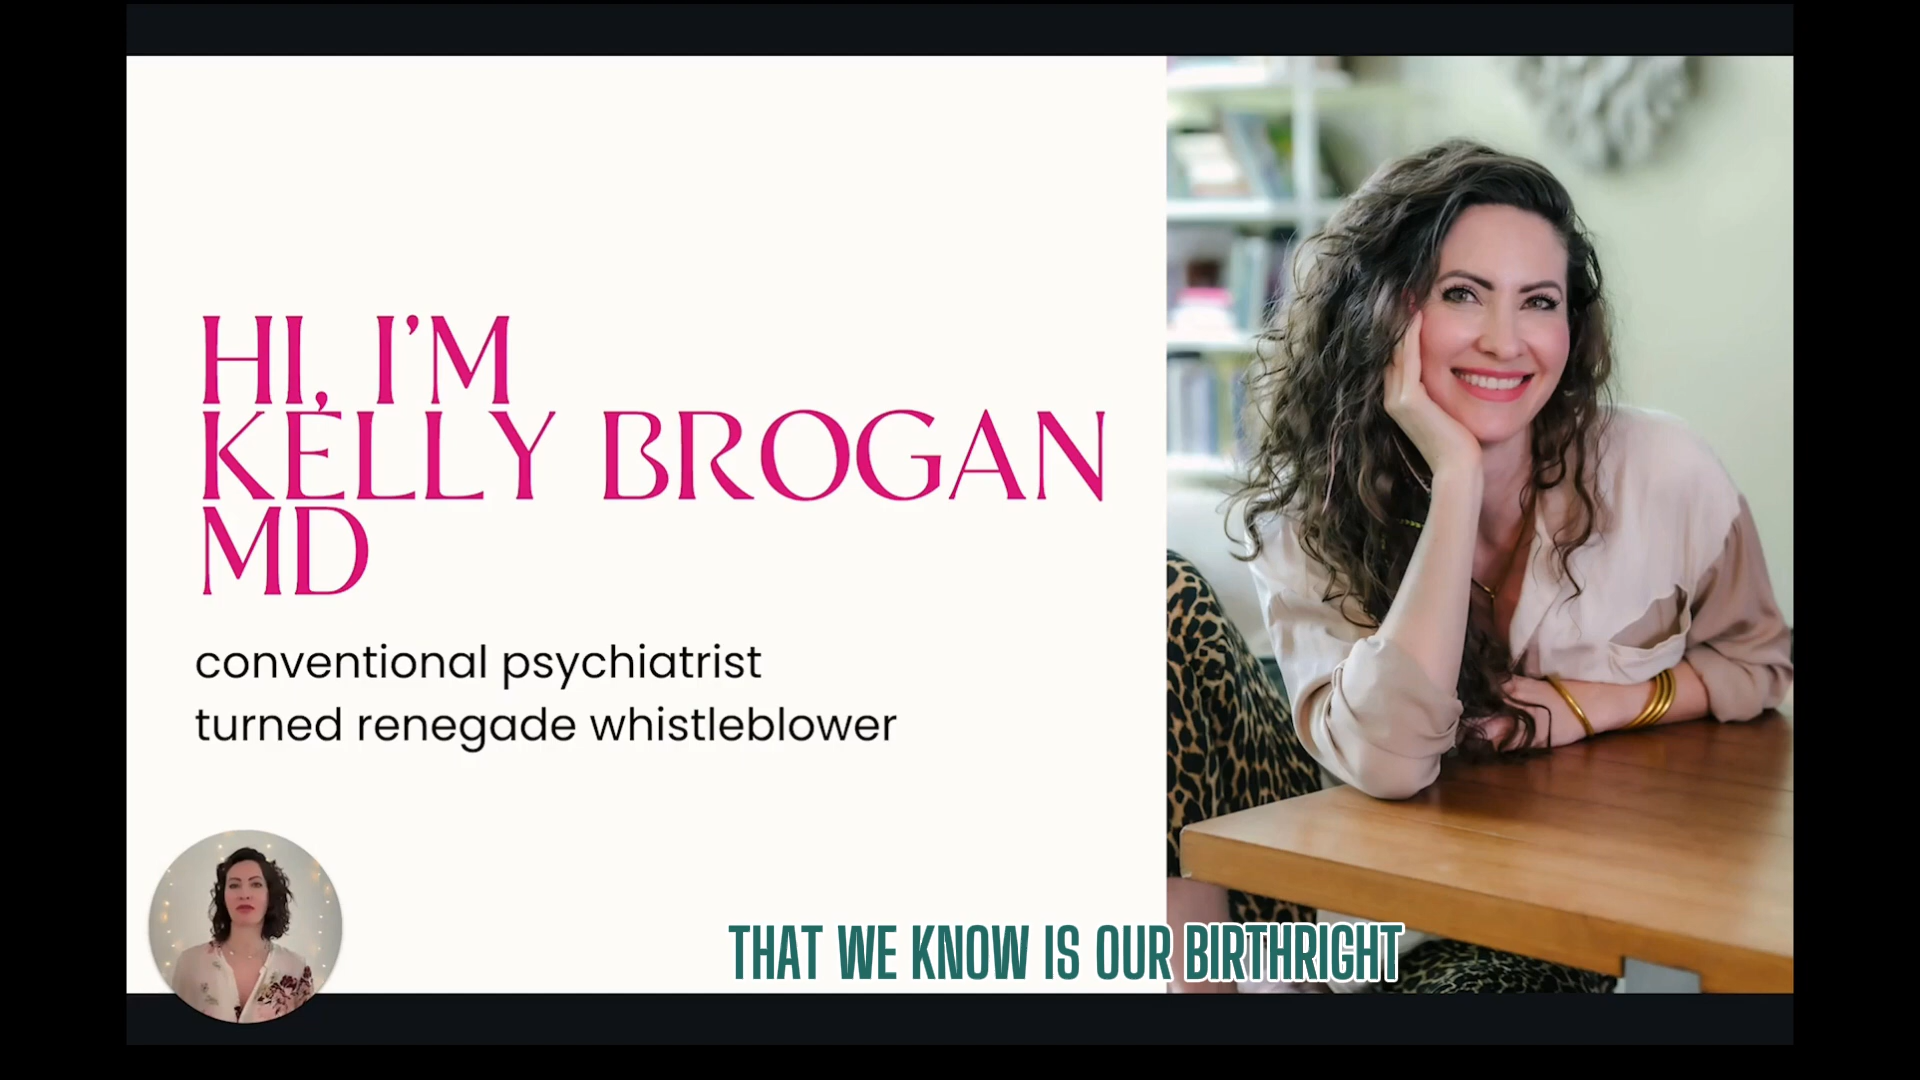 HI, I'M
KELLY BROGAN
MD
conventional psychiatrist
turned renegade whistleblower
THAT WE KNOW IS OUR BIRTHRIGHT